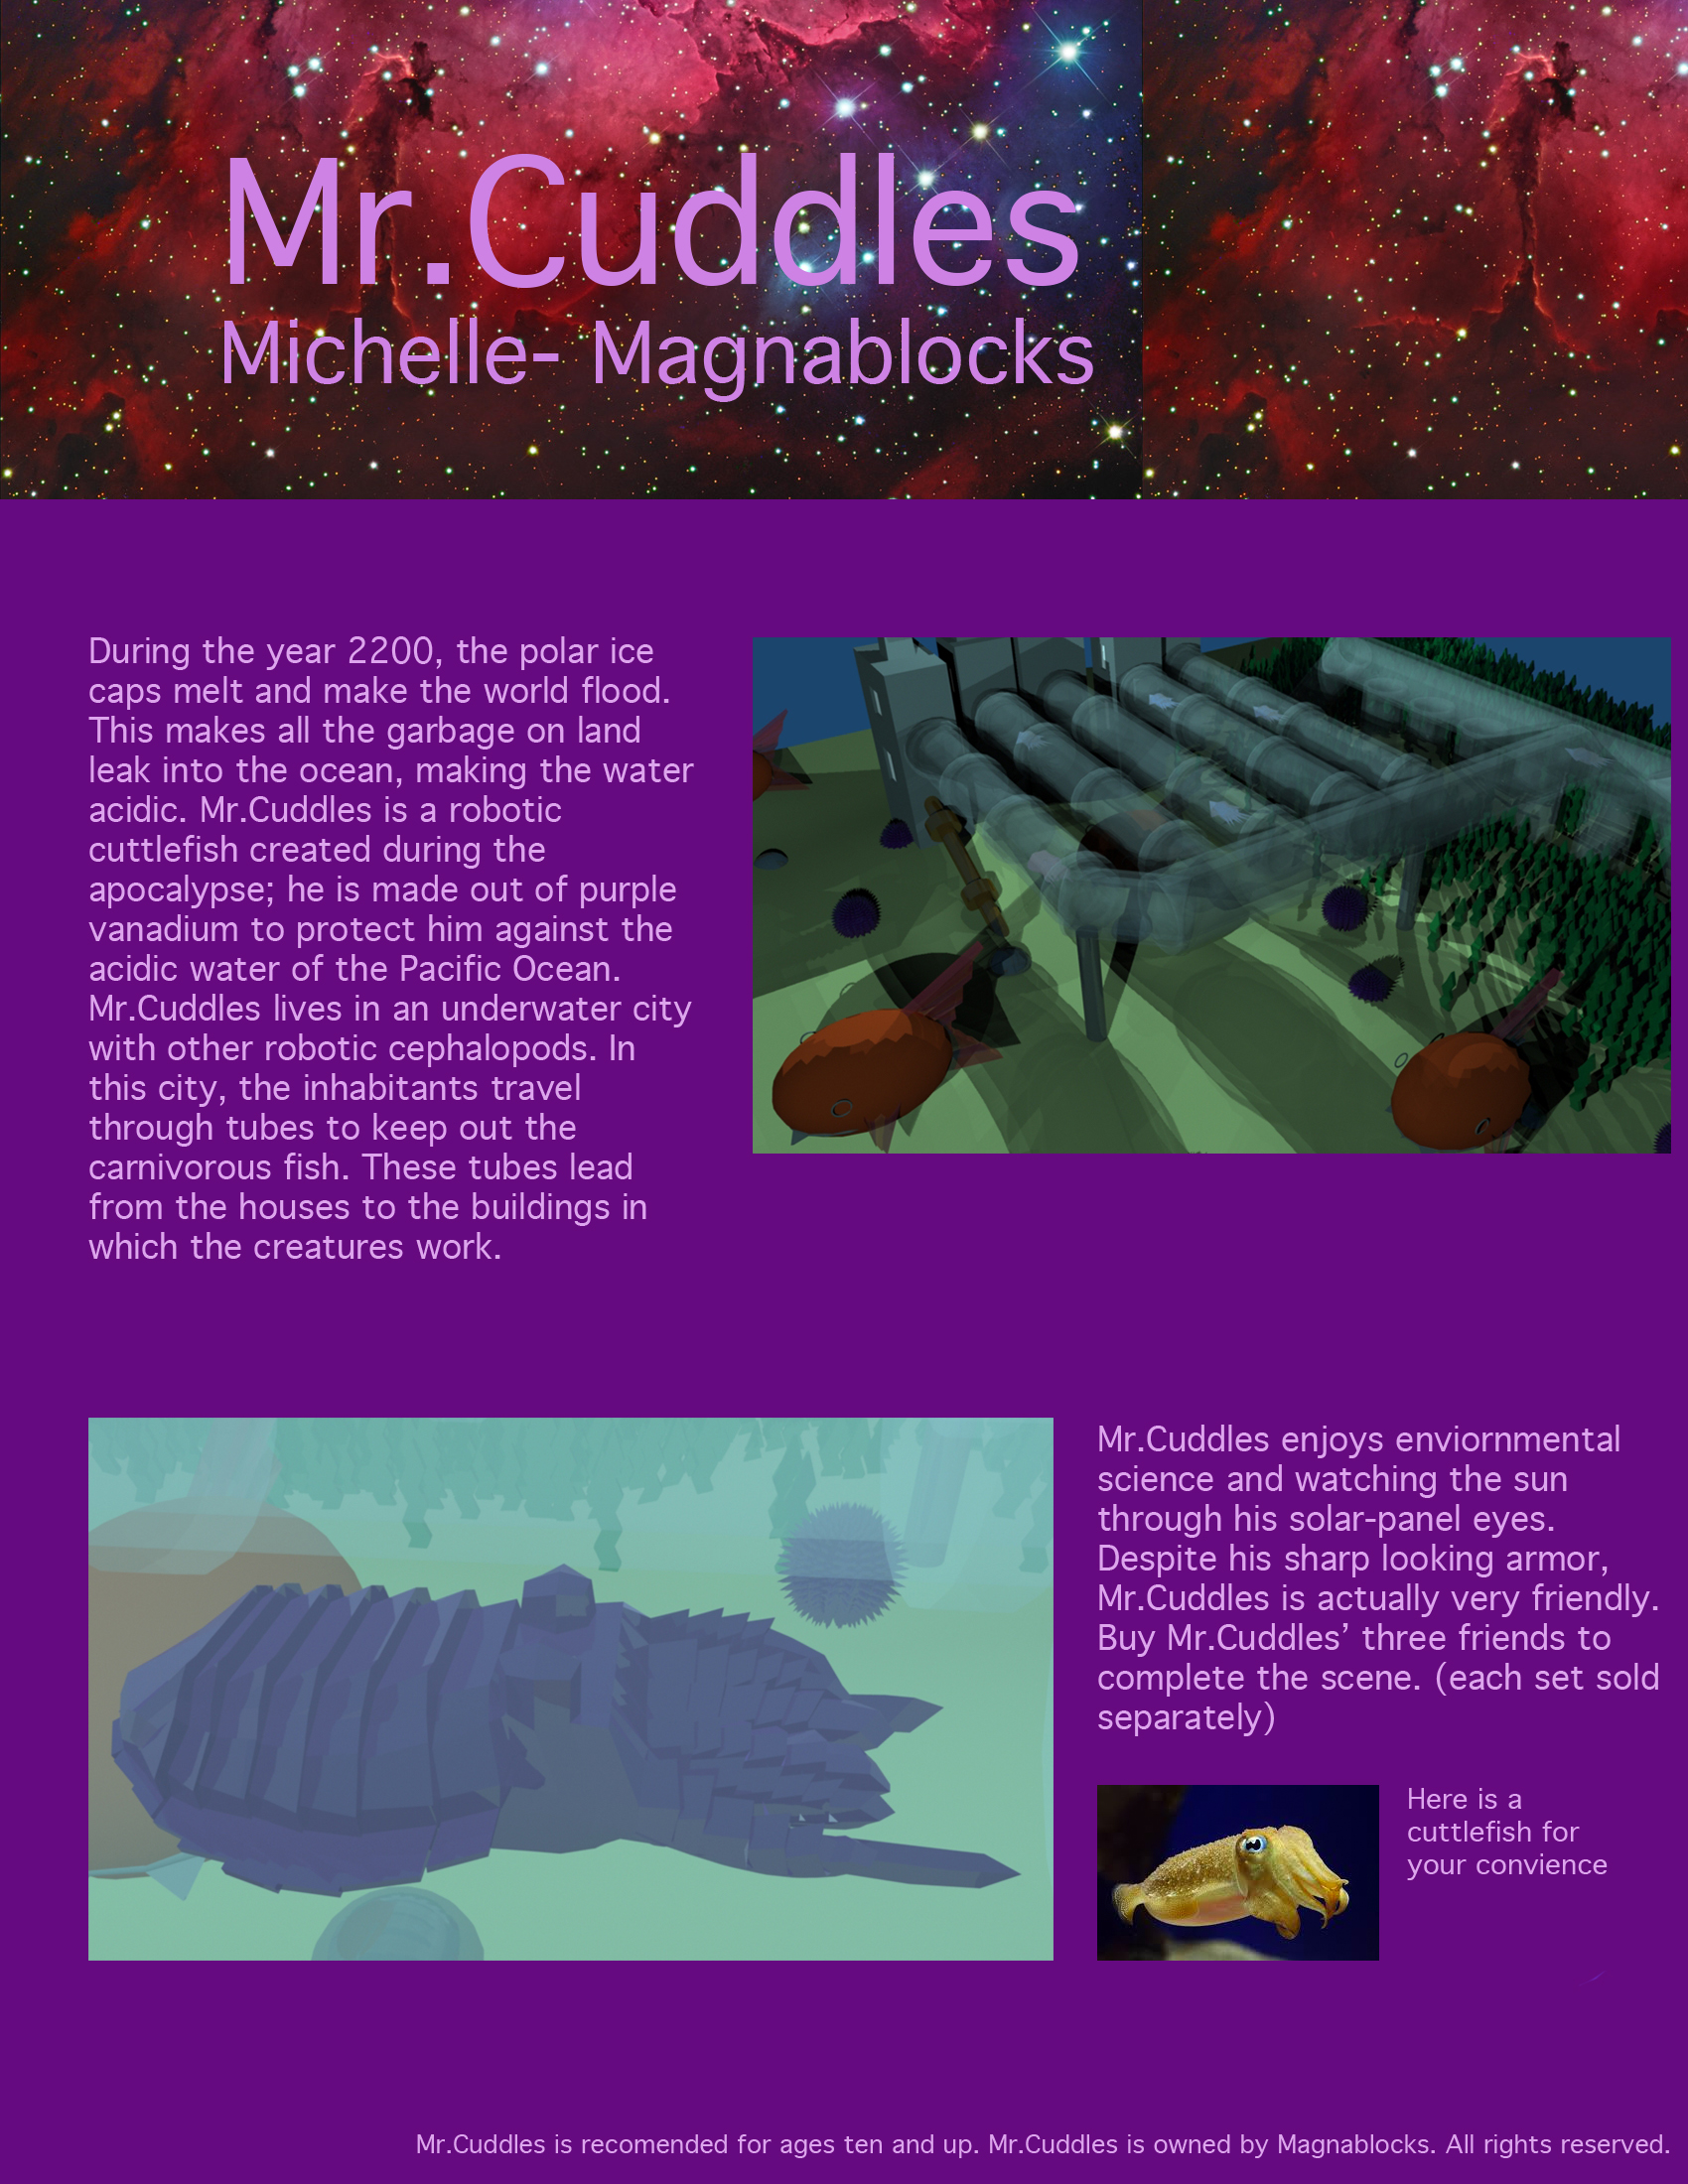 Mr.Cuddles
Michelle- Magnablocks
During the year 2200, the polar ice
caps melt and make the world flood.
This makes all the garbage on land
leak into the ocean, making the water
acidic. Mr.Cuddles is a robotic
cuttlefish created during the
apocalypse; he is made out of purple
vanadium to protect him against the
acidic water of the Pacific Ocean.
Mr.Cuddles lives in an underwater city
with other robotic cephalopods. In
this city, the inhabitants travel
through tubes to keep out the
carnivorous fish. These tubes lead
from the houses to the buildings in
which the creatures work.
Mr.Cuddles enjoys enviornmental
science and watching the sun
through his solar-panel eyes.
Despite his sharp looking armor,
Mr.Cuddles is actually very friendly.
Buy Mr.Cuddles’ three friends to
complete the scene. (each set sold
separately)
Here is a
cuttlefish for
your convience
Mr.Cuddles is recomended for ages ten and up. Mr.Cuddles is owned by Magnablocks. All rights reserved.